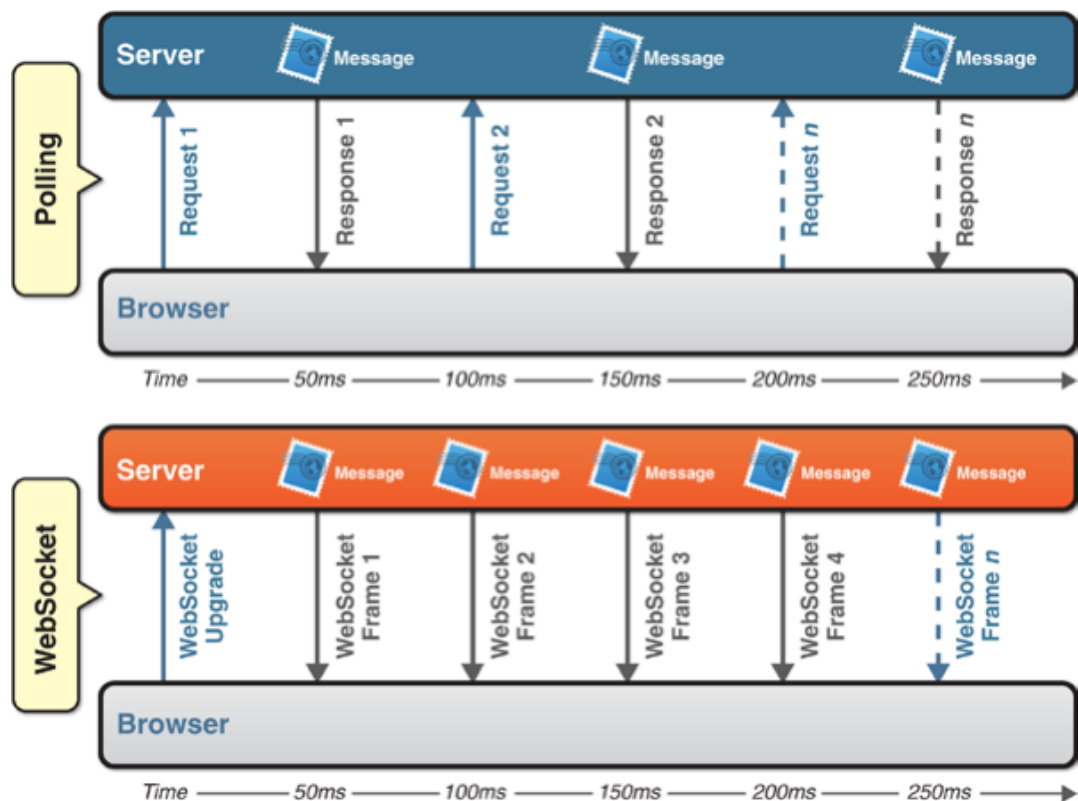 Polling
Server
Message
Message
Message
Request 1
Response 1
Request 2
Response 2
Request n
Response n
Browser
Time
50ms
100ms
150ms
200ms
250ms
WebSocket
Server
Message
Message
Message
Message
Message
WebSocket
Upgrade
WebSocket
Frame 1
WebSocket
Frame 2
WebSocket
Frame 3
WebSocket
Frame 4
WebSocket
Frame n
Browser
Time
50ms
100ms
150ms
200ms
250ms